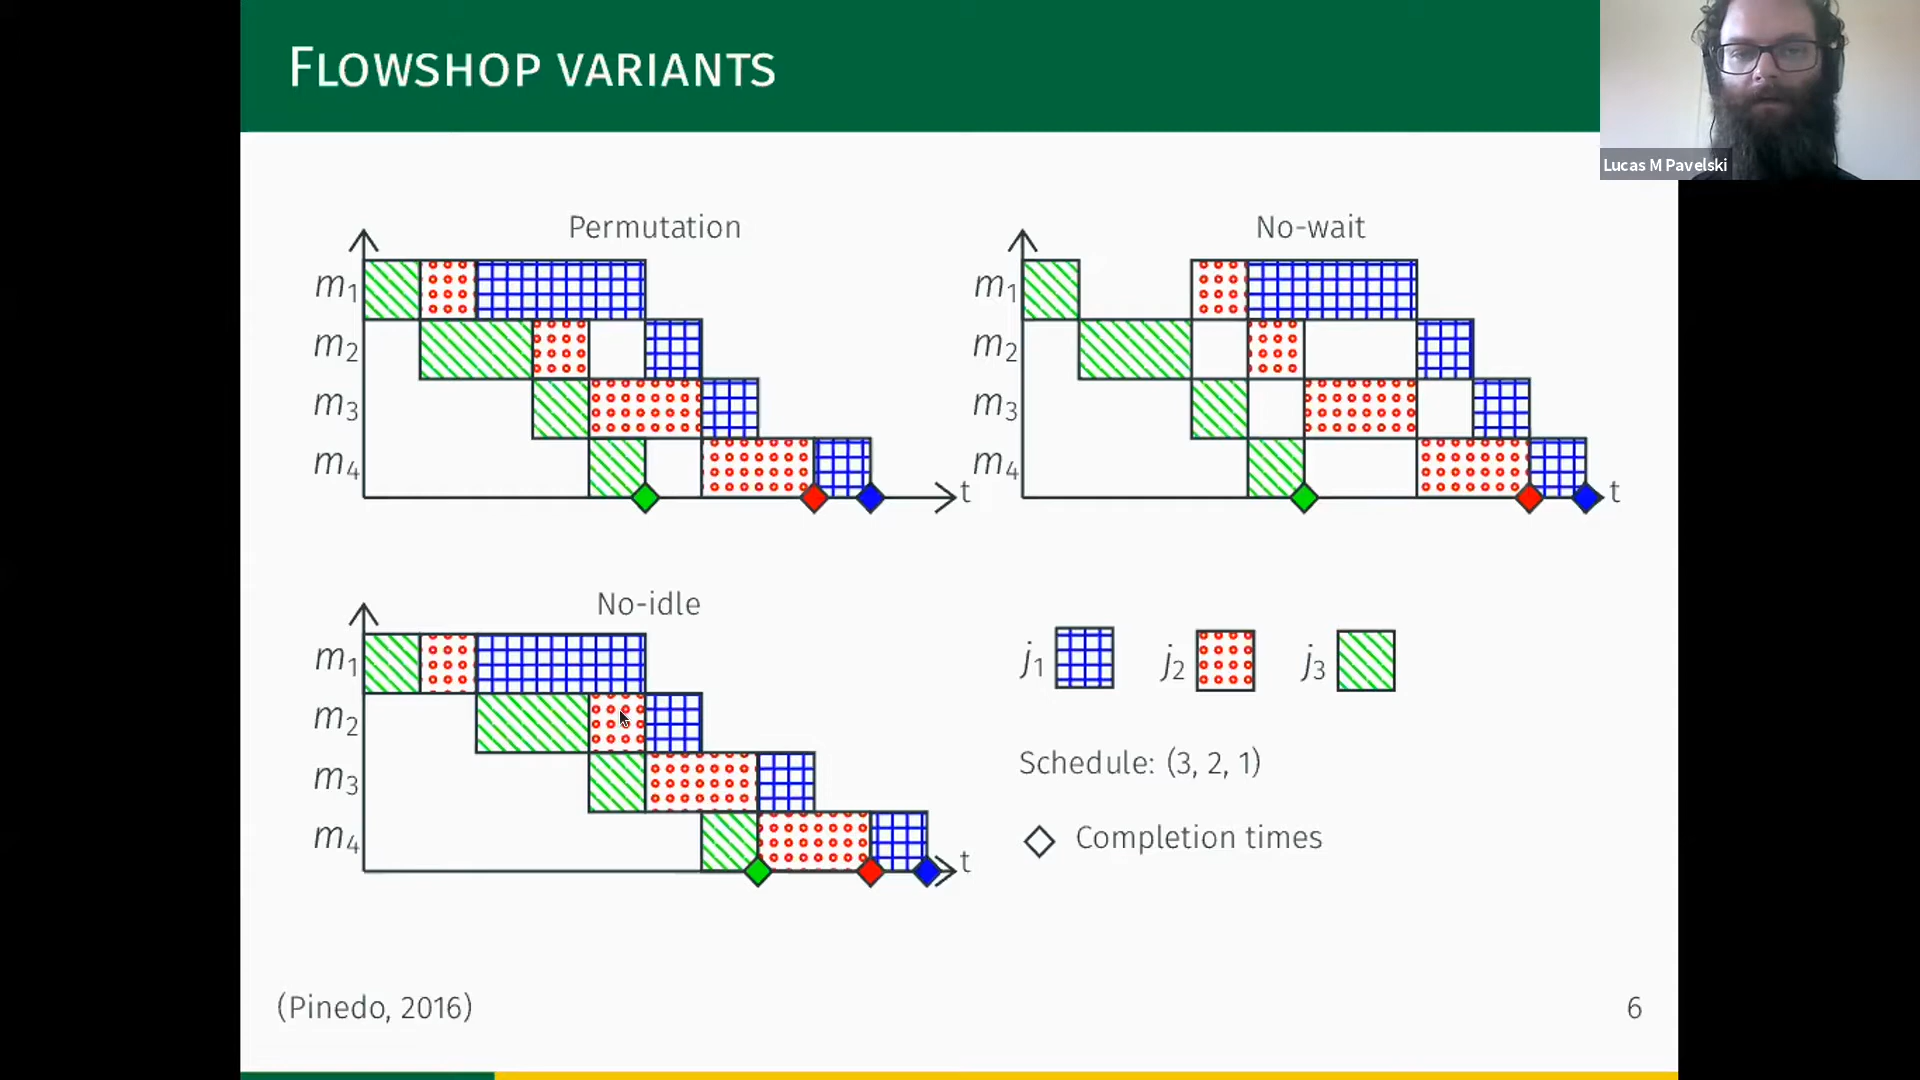 FLOWSHOP VARIANTS
Lucas M Pavelski
Permutation
m1
m2
m3
m4
t
No-wait
m1
m2
m3
m4
t
No-idle
m1
m2
m3
m4
t
j1 j2 j3
Schedule: (3, 2, 1)
Completion times
(Pinedo, 2016)
6